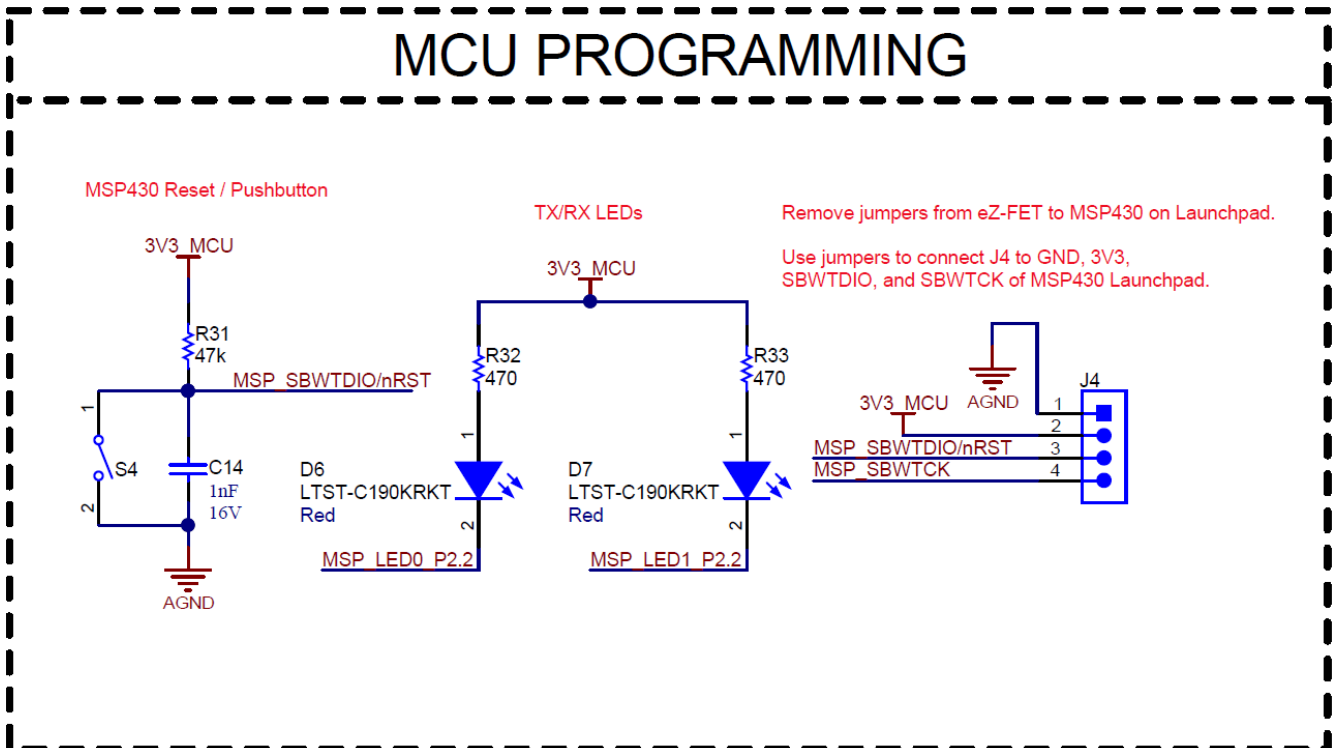 MCU PROGRAMMING
MSP430 Reset / Pushbutton
3V3_MCU
R31
47k
MSP_SBWTDIO/nRST
1
S4
2
C14
1nF
16V
AGND
TX/RX LEDs
3V3_MCU
R32
470
1
D6
LTST-C190KRKT
Red
2
MSP_LED0_P2.2
R33
470
1
D7
LTST-C190KRKT
Red
2
MSP_LED1_P2.2
Remove jumpers from eZ-FET to MSP430 on Launchpad.
Use jumpers to connect J4 to GND, 3V3,
SBWTDIO, and SBWTCK of MSP430 Launchpad.
J4
3V3_MCU
AGND
1
2
MSP_SBWTDIO/nRST
3
MSP_SBWTCK
4